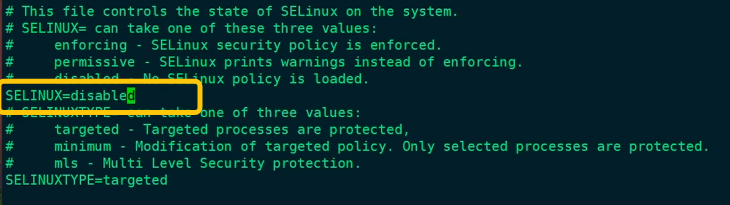 # This file controls the state of SELinux on the system.
# SELINUX= can take one of these three values:
#     enforcing - SELinux security policy is enforced.
#     permissive - SELinux prints warnings instead of enforcing.
#     disabled - No SELinux policy is loaded.
SELINUX=disabled
# SELINUXTYPE= can take one of three values:
#     targeted - Targeted processes are protected,
#     minimum - Modification of targeted policy. Only selected processes are protected.
#     mls - Multi Level Security protection.
SELINUXTYPE=targeted